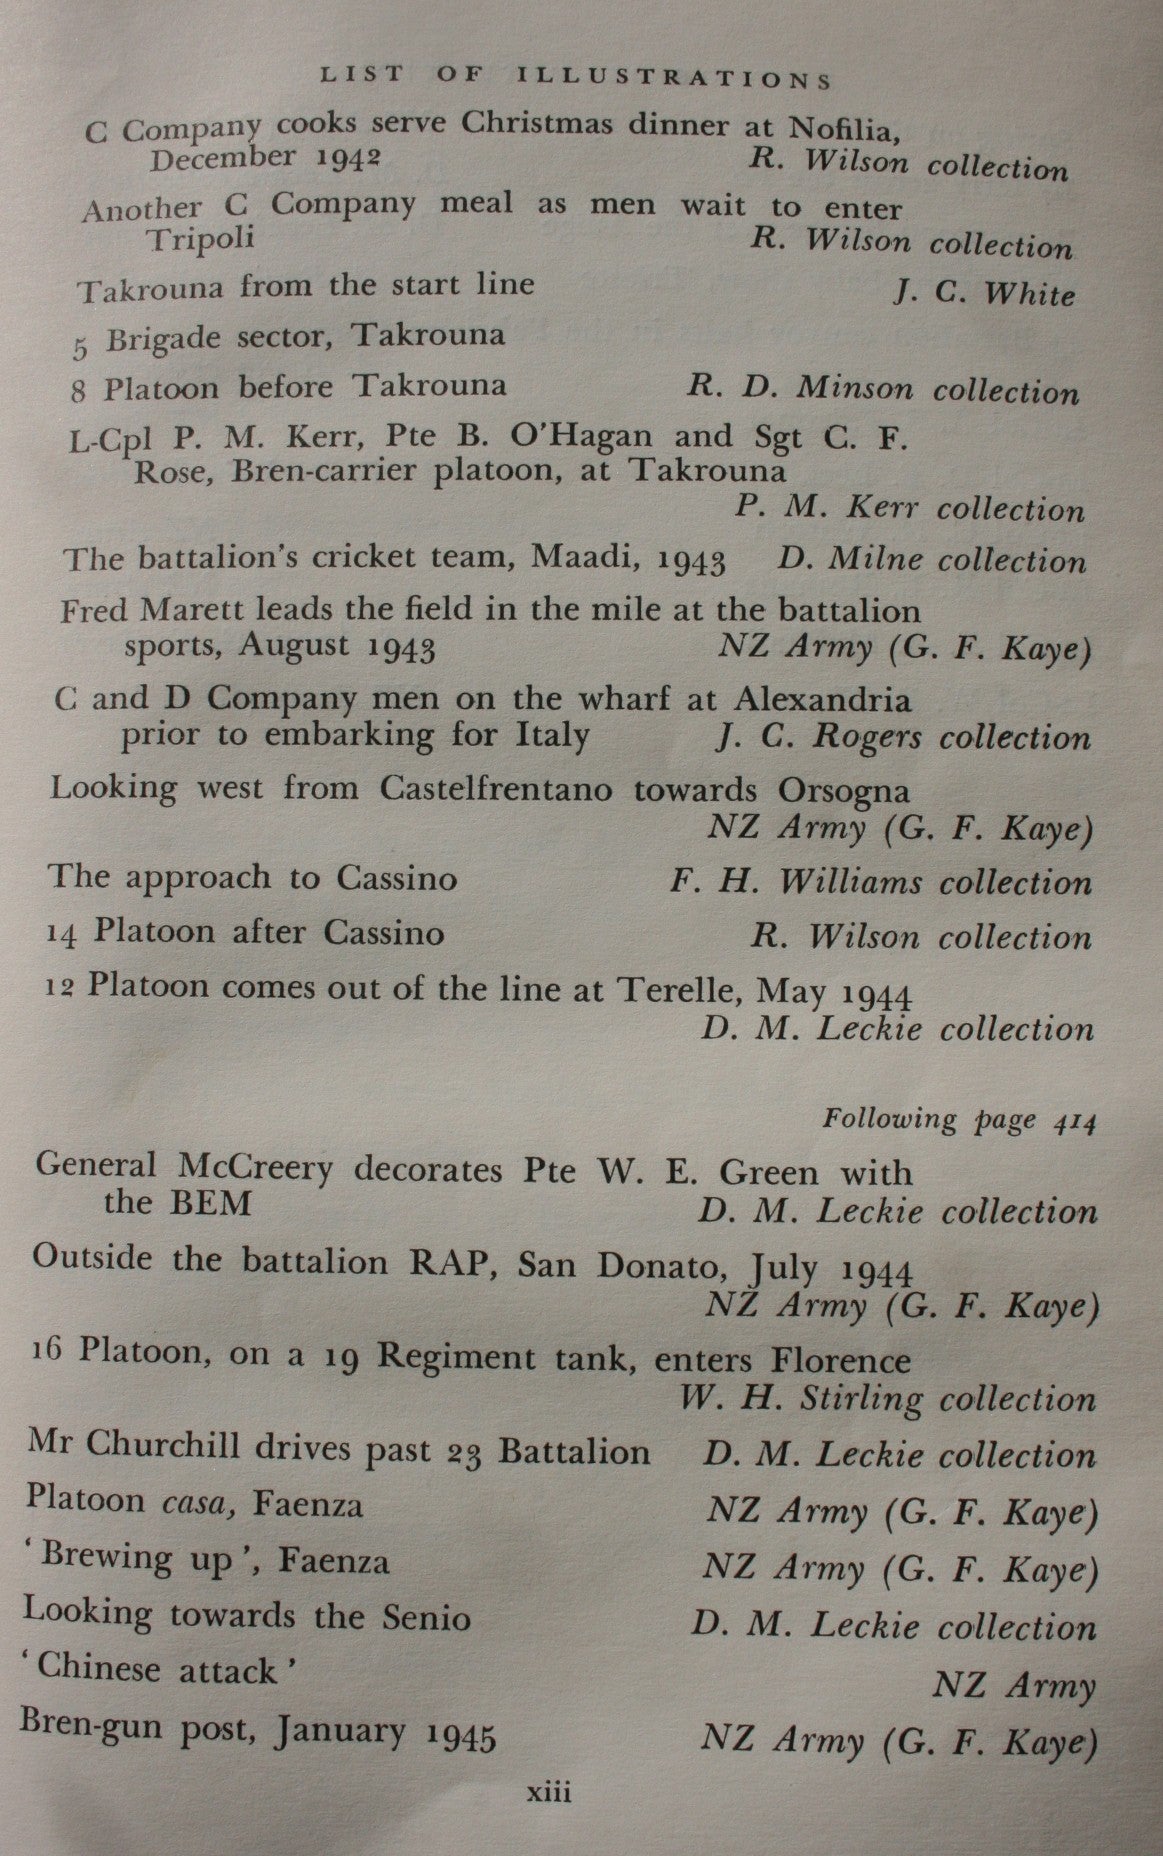 LIST OF ILLUSTRATIONS
C Company cooks serve Christmas dinner at Nofilia,
December 1942 R. Wilson collection
Another C Company meal as men wait to enter
Tripoli R. Wilson collection
Takrouna from the start line J. C. White
5 Brigade sector, Takrouna
8 Platoon before Takrouna R. D. Minson collection
L-Cpl P. M. Kerr, Pte B. O'Hagan and Sgt C. F.
Rose, Bren-carrier platoon, at Takrouna
P. M. Kerr collection
The battalion's cricket team, Maadi, 1943 D. Milne collection
Fred Marett leads the field in the mile at the battalion
sports, August 1943 NZ Army (G. F. Kaye)
C and D Company men on the wharf at Alexandria
prior to embarking for Italy J. C. Rogers collection
Looking west from Castelfrentano towards Orsogna
NZ Army (G. F. Kaye)
The approach to Cassino F. H. Williams collection
14 Platoon after Cassino R. Wilson collection
12 Platoon comes out of the line at Terelle, May 1944
D. M. Leckie collection
Following page 414
General McCreery decorates Pte W. E. Green with
the BEM D. M. Leckie collection
Outside the battalion RAP, San Donato, July 1944
NZ Army (G. F. Kaye)
16 Platoon, on a 19 Regiment tank, enters Florence
W. H. Stirling collection
Mr Churchill drives past 23 Battalion D. M. Leckie collection
Platoon casa, Faenza NZ Army (G. F. Kaye)
' Brewing up ', Faenza NZ Army (G. F. Kaye)
Looking towards the Senio D. M. Leckie collection
' Chinese attack ' NZ Army
Bren-gun post, January 1945 NZ Army (G. F. Kaye)
xiii